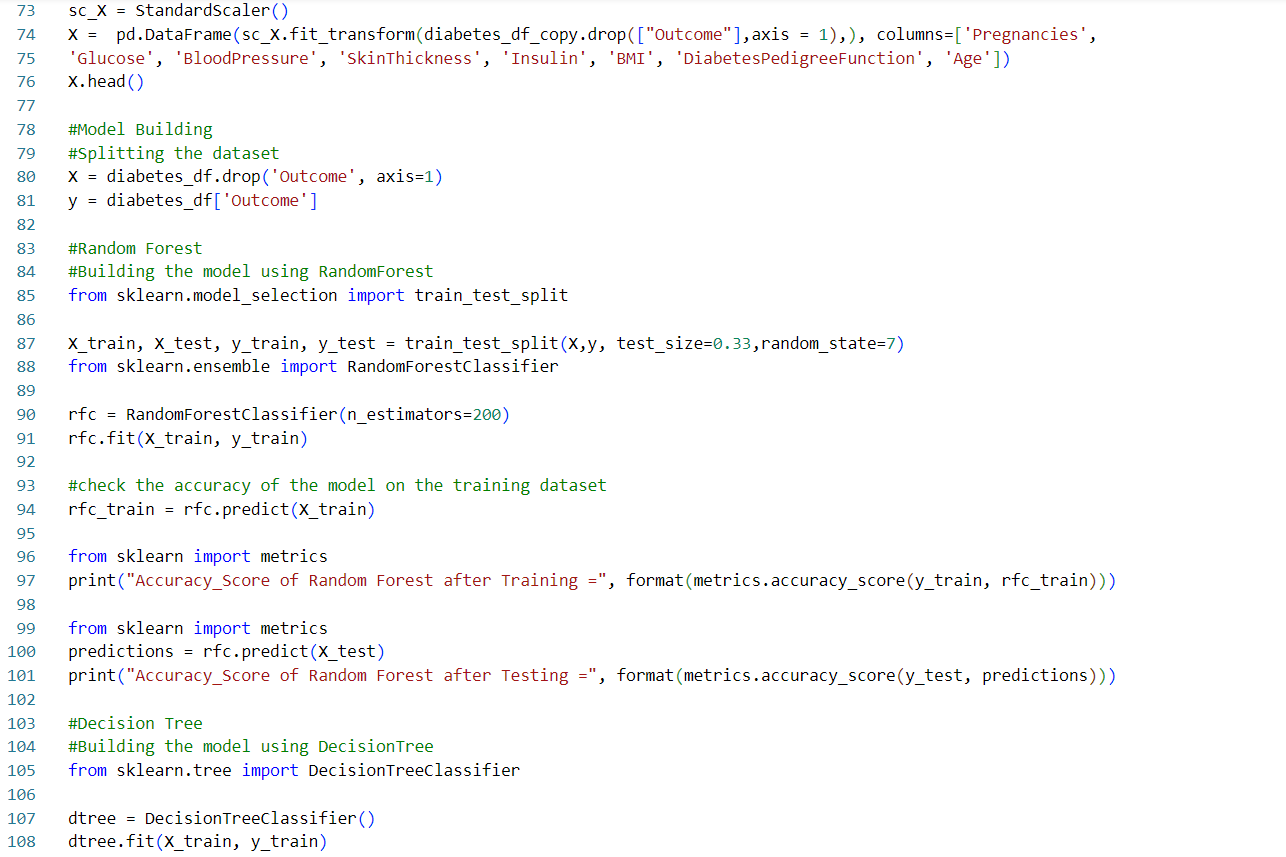 73 sc_X = StandardScaler()
74 X =  pd.DataFrame(sc_X.fit_transform(diabetes_df_copy.drop(["Outcome"],axis = 1),), columns=['Pregnancies',
75 'Glucose', 'BloodPressure', 'SkinThickness', 'Insulin', 'BMI', 'DiabetesPedigreeFunction', 'Age'])
76 X.head()
77
78 #Model Building
79 #Splitting the dataset
80 X = diabetes_df.drop('Outcome', axis=1)
81 y = diabetes_df['Outcome']
82
83 #Random Forest
84 #Building the model using RandomForest
85 from sklearn.model_selection import train_test_split
86
87 X_train, X_test, y_train, y_test = train_test_split(X,y, test_size=0.33,random_state=7)
88 from sklearn.ensemble import RandomForestClassifier
89
90 rfc = RandomForestClassifier(n_estimators=200)
91 rfc.fit(X_train, y_train)
92
93 #check the accuracy of the model on the training dataset
94 rfc_train = rfc.predict(X_train)
95
96 from sklearn import metrics
97 print("Accuracy_Score of Random Forest after Training =", format(metrics.accuracy_score(y_train, rfc_train)))
98
99 from sklearn import metrics
100 predictions = rfc.predict(X_test)
101 print("Accuracy_Score of Random Forest after Testing =", format(metrics.accuracy_score(y_test, predictions)))
102
103 #Decision Tree
104 #Building the model using DecisionTree
105 from sklearn.tree import DecisionTreeClassifier
106
107 dtree = DecisionTreeClassifier()
108 dtree.fit(X_train, y_train)